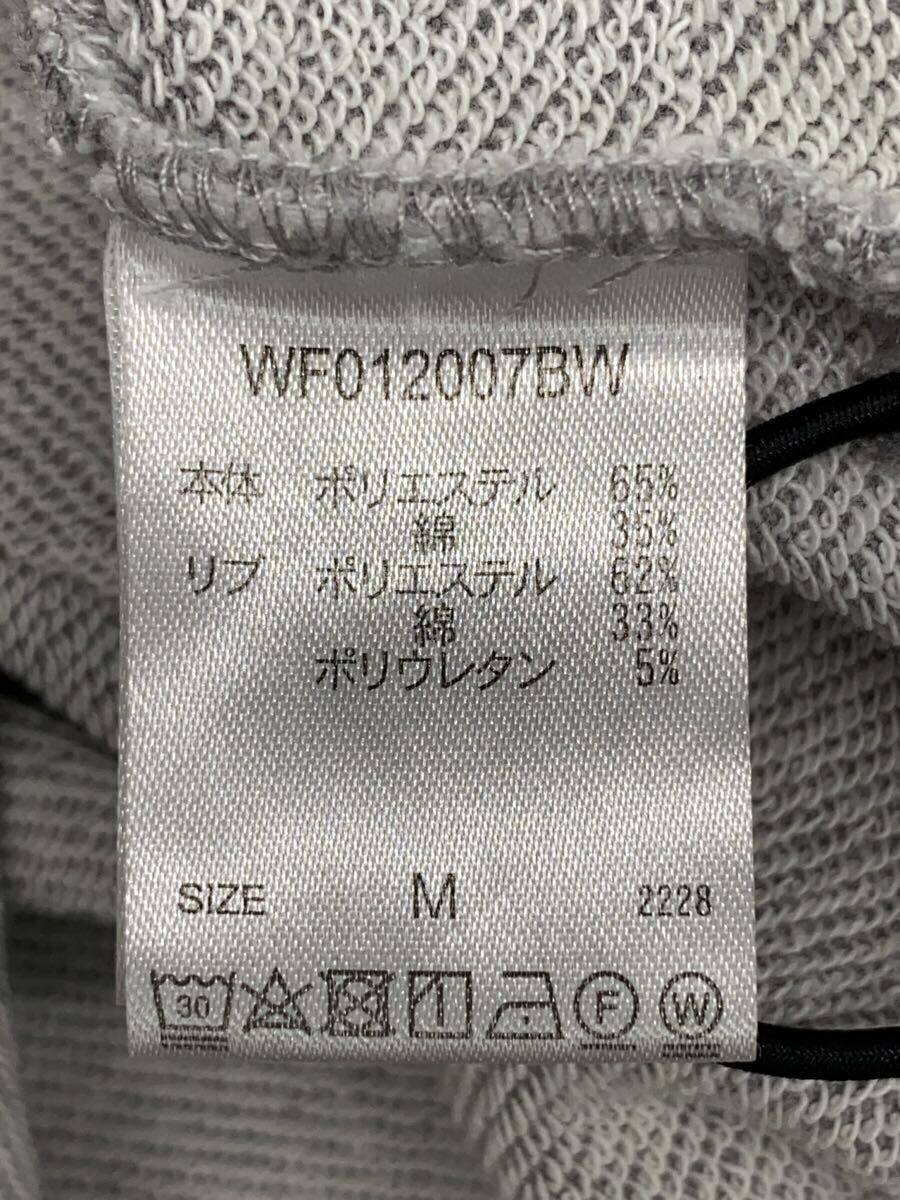 WF012007BW
本体 ポリエステル 65%
綿 35%
リブ ポリエステル 62%
綿 33%
ポリウレタン 5%
SIZE M 2228
30 F W